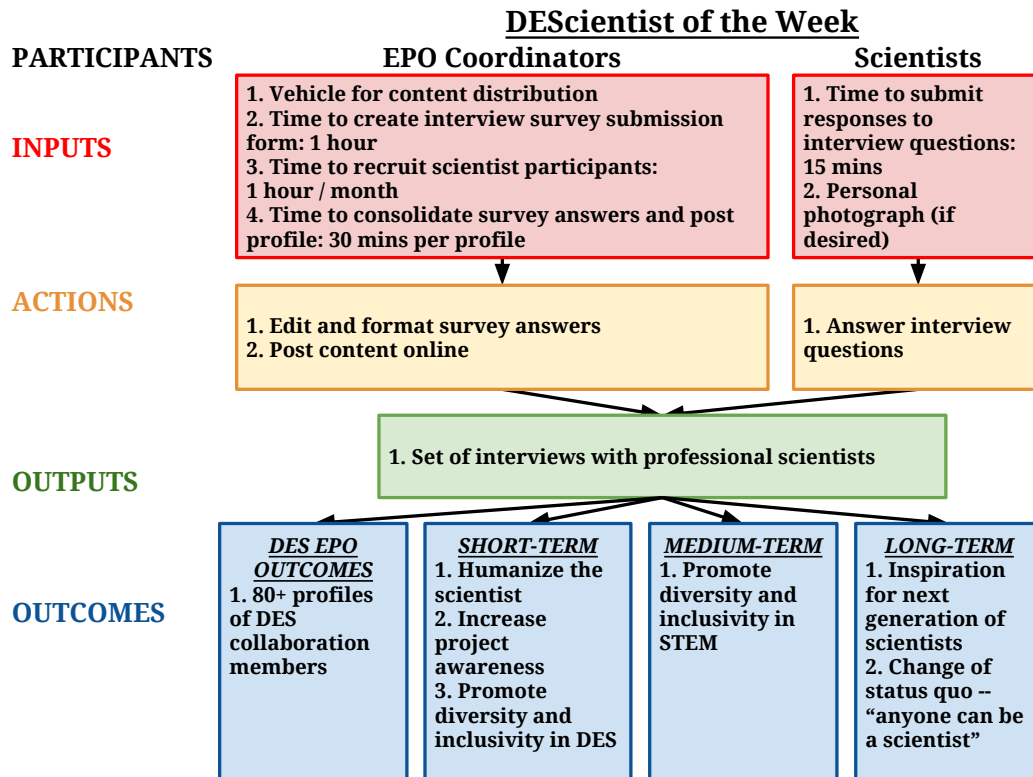 DEScientist of the Week
PARTICIPANTS
EPO Coordinators
Scientists
INPUTS
1. Vehicle for content distribution
2. Time to create interview survey submission
form: 1 hour
3. Time to recruit scientist participants:
1 hour / month
4. Time to consolidate survey answers and post
profile: 30 mins per profile
1. Time to submit
responses to
interview questions:
15 mins
2. Personal
photograph (if
desired)
ACTIONS
1. Edit and format survey answers
2. Post content online
1. Answer interview
questions
OUTPUTS
1. Set of interviews with professional scientists
OUTCOMES
DES EPO
OUTCOMES
1. 80+ profiles
of DES
collaboration
members
SHORT-TERM
1. Humanize the
scientist
2. Increase
project
awareness
3. Promote
diversity and
inclusivity in DES
MEDIUM-TERM
1. Promote
diversity and
inclusivity in
STEM
LONG-TERM
1. Inspiration
for next
generation of
scientists
2. Change of
status quo --
“anyone can be
a scientist”